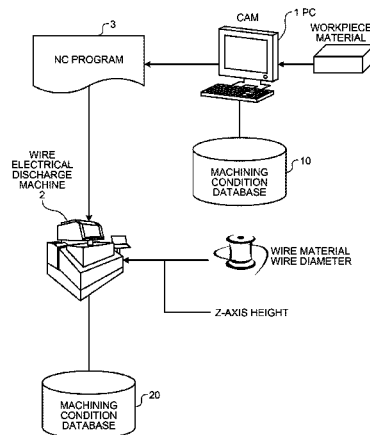 CAM
3
1 PC
WORKPIECE
MATERIAL
NC PROGRAM
WIRE
ELECTRICAL
DISCHARGE
MACHINE
2
10
MACHINING
CONDITION
DATABASE
WIRE MATERIAL
WIRE DIAMETER
Z-AXIS HEIGHT
20
MACHINING
CONDITION
DATABASE